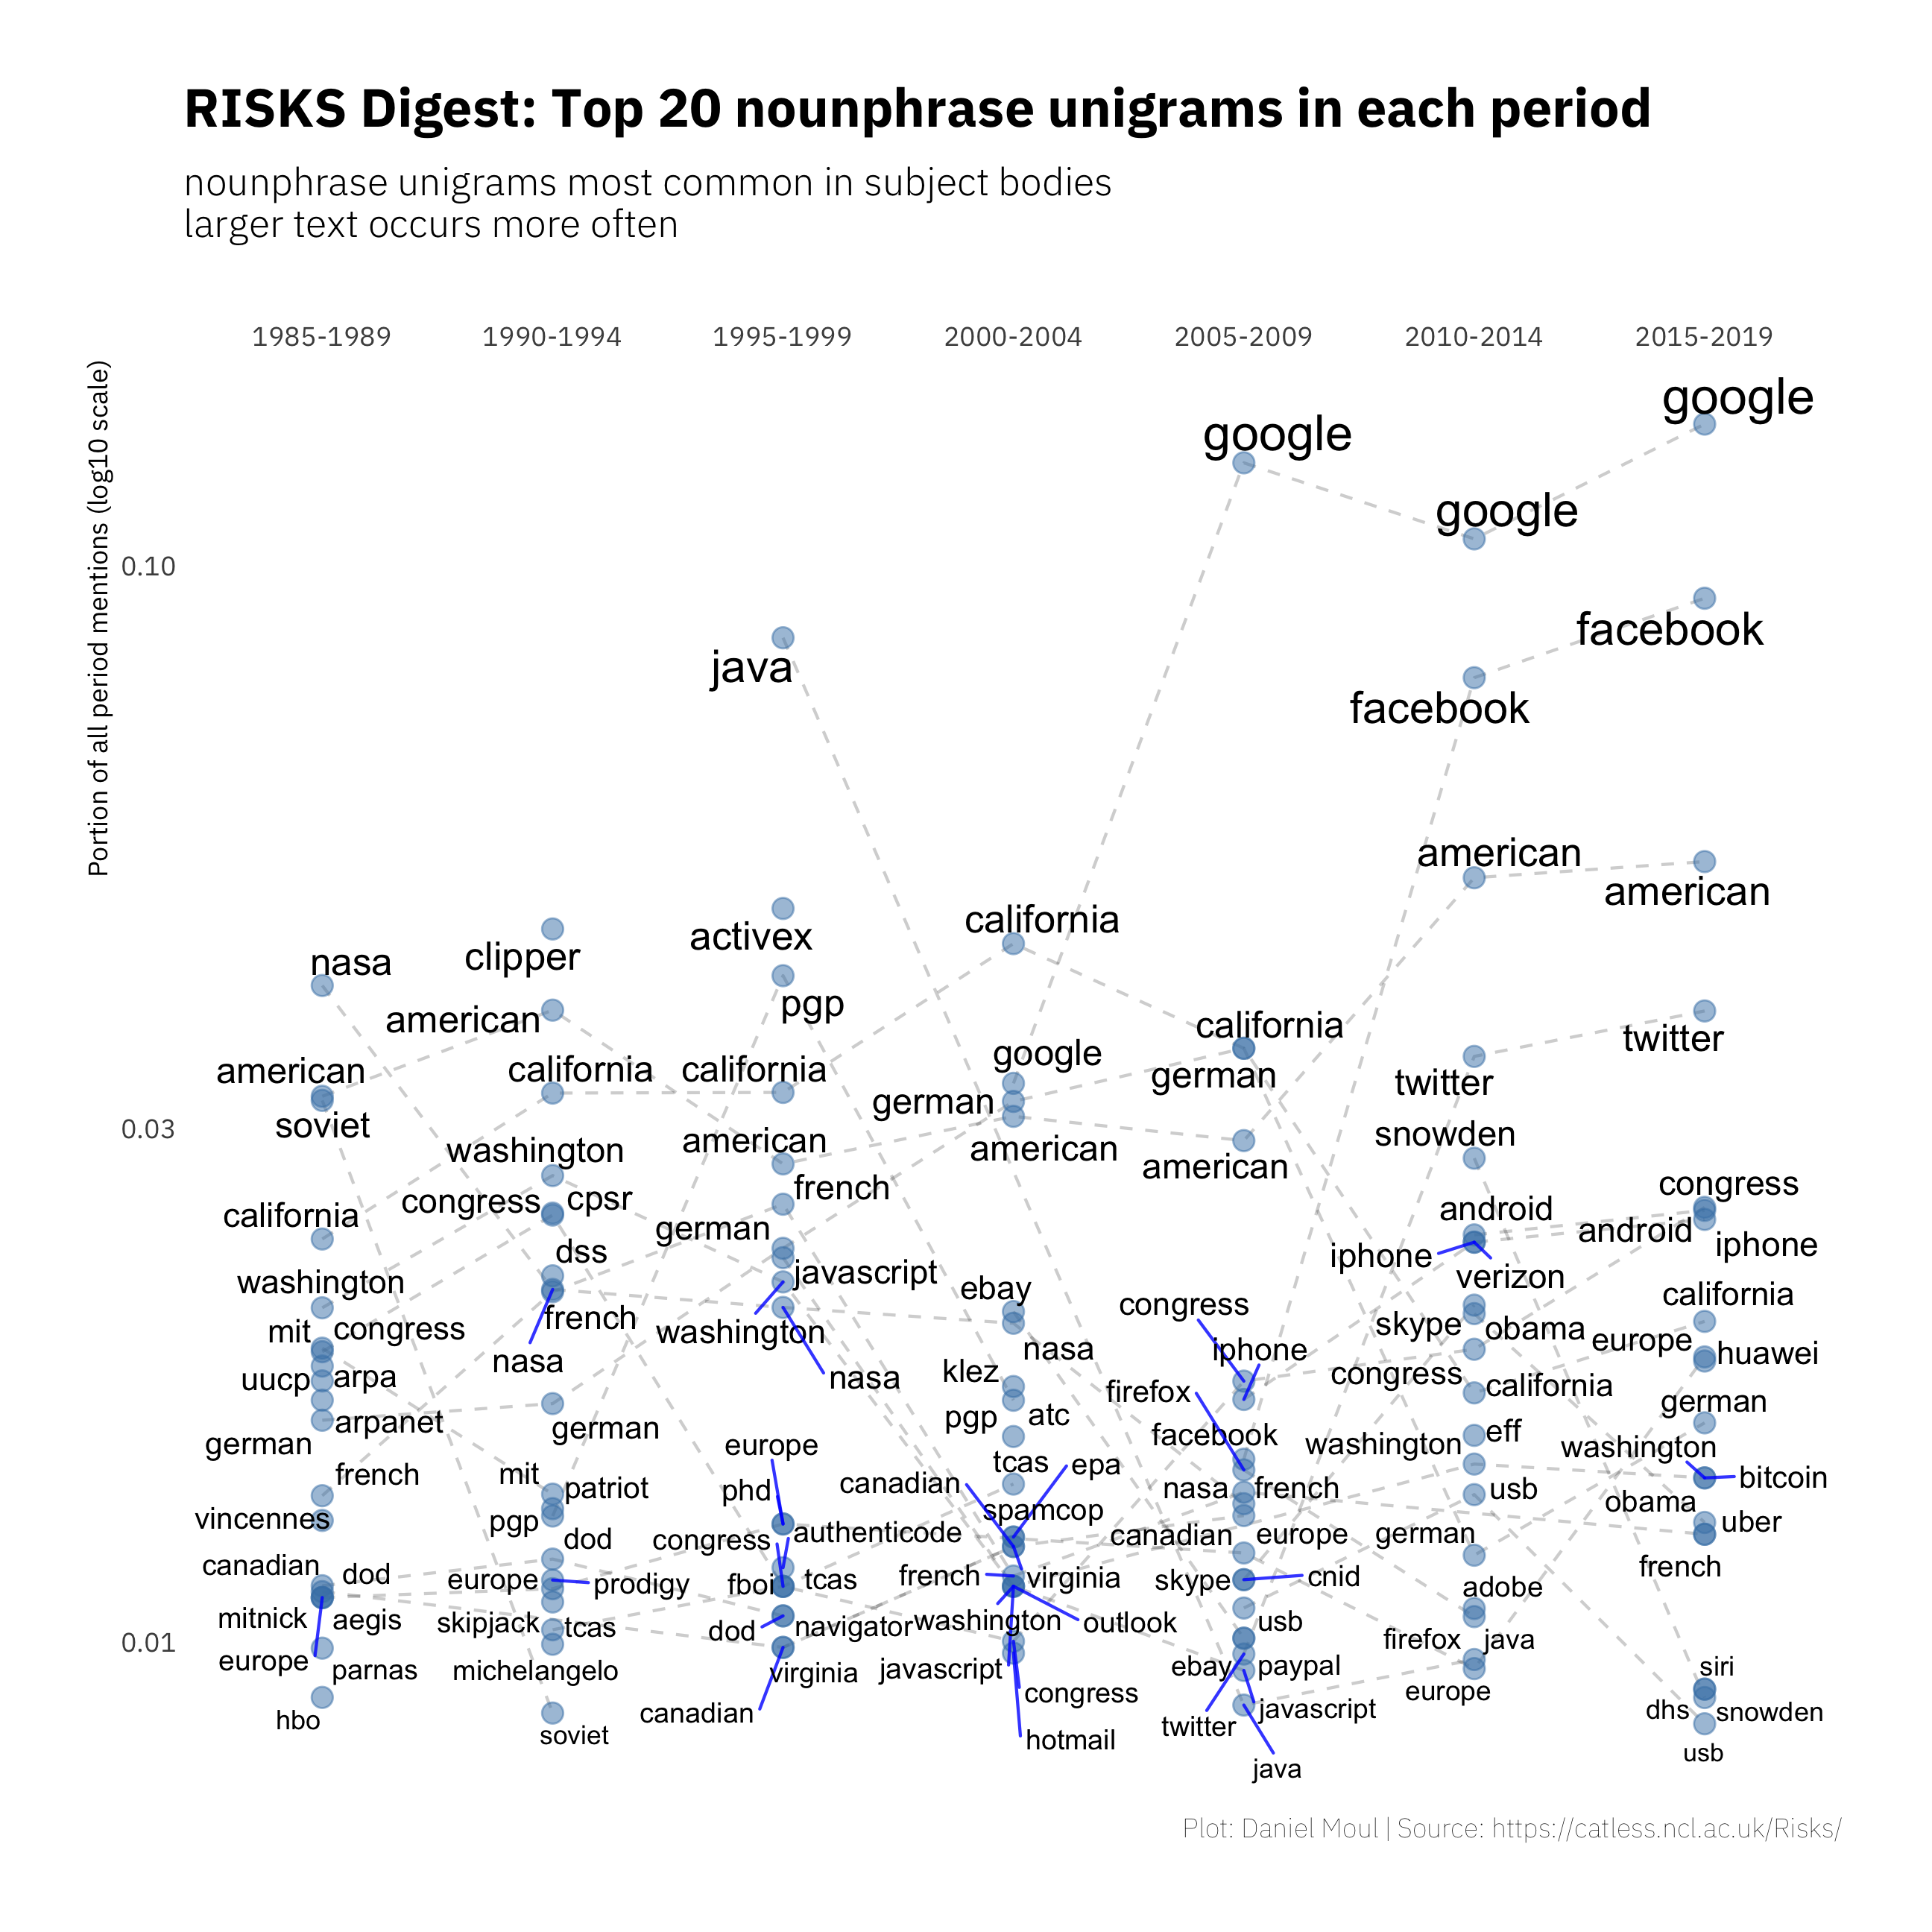 RISKS Digest: Top 20 nounphrase unigrams in each period
nounphrase unigrams most common in subject bodies
larger text occurs more often
1985-1989 1990-1994 1995-1999 2000-2004 2005-2009 2010-2014 2015-2019
Portion of all period mentions (log10 scale)
0.10
0.03
0.01
nasa
american
soviet
california
washington
mit
congress
uucp
arpa
arpanet
german
french
vincennes
canadian
dod
mitnick
aegis
europe
parnas
hbo
clipper
american
california
washington
congress
cpsr
dss
french
nasa
german
mit
patriot
pgp
dod
europe
prodigy
skipjack
tcas
michelangelo
soviet
java
activex
pgp
california
american
french
german
javascript
washington
nasa
europe
phd
congress
authenticode
fboi
tcas
dod
navigator
virginia
canadian
california
google
german
american
ebay
nasa
klez
pgp
atc
tcas
epa
canadian
spamcop
french
virginia
washington
outlook
javascript
congress
hotmail
google
california
german
american
congress
iphone
firefox
facebook
nasa
french
canadian
europe
skype
cnid
usb
ebay
paypal
javascript
twitter
java
google
facebook
american
twitter
snowden
android
iphone
verizon
skype
obama
congress
california
eff
washington
usb
german
adobe
firefox
java
europe
google
facebook
american
twitter
congress
android
iphone
california
europe
huawei
german
washington
bitcoin
obama
uber
french
siri
dhs
snowden
usb
Plot: Daniel Moul | Source: https://catless.ncl.ac.uk/Risks/